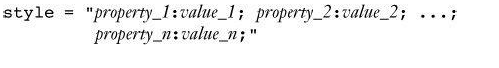 style = "property_1:value_1; property_2:value_2; ...;
property_n:value_n;"